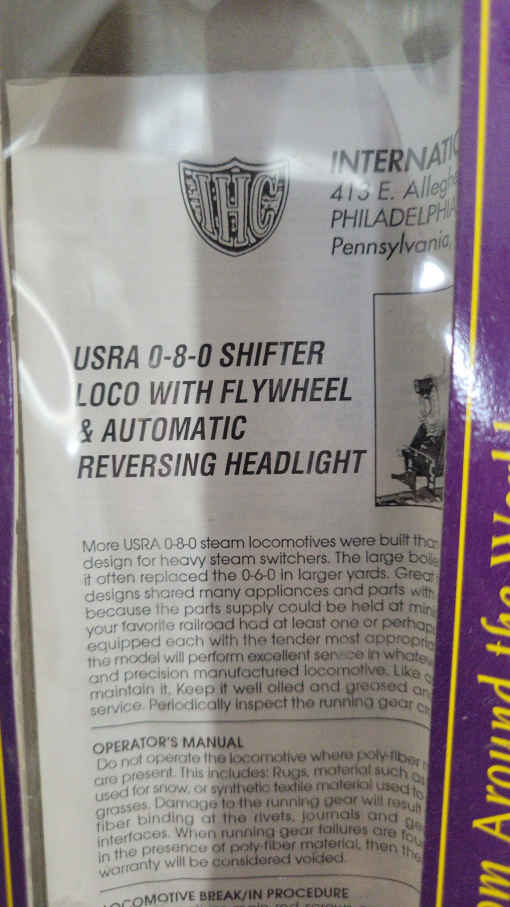 IHC
INTERNATIO
413 E. Allegh
PHILADELPHIA
Pennsylvania,
USRA 0-8-0 SHIFTER
LOCO WITH FLYWHEEL
& AUTOMATIC
REVERSING HEADLIGHT
More USRA 0-8-0 steam locomotives were built than
design for heavy steam switchers. The large boile
it often replaced the 0-6-0 in larger yards. Great
designs shared many appliances and parts with
because the parts supply could be held at mini
your favorite railroad had at least one or perhap
equipped each with the tender most appropria
the model will perform excellent service in whatev
and precision manufactured locomotive. Like a
maintain it. Keep it well oiled and greased an
service. Periodically inspect the running gear
OPERATOR'S MANUAL
Do not operate the locomotive where poly-fiber
are present. This includes: Rugs, material such as
used for snow, or synthetic textile material used to
grasses. Damage to the running gear will result
fiber binding at the rivets, journals and ge
interfaces. When running gear failures are fou
in the presence of poly-fiber material, then the
warranty will be considered voided.
LOCOMOTIVE BREAK/IN PROCEDURE
om Around the World